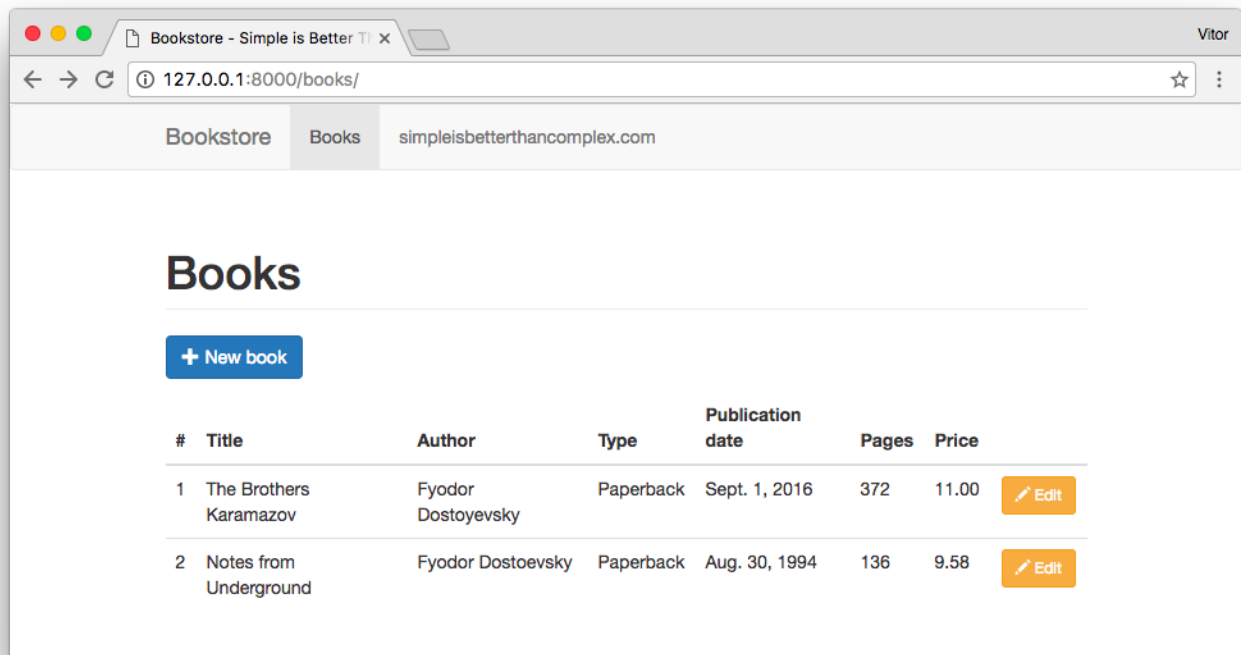 Bookstore - Simple is Better Th
Vitor
127.0.0.1:8000/books/
Bookstore Books simpleisbetterthancomplex.com
Books
New book
# Title Author Type Publication date Pages Price
1 The Brothers Karamazov Fyodor Dostoyevsky Paperback Sept. 1, 2016 372 11.00 Edit
2 Notes from Underground Fyodor Dostoevsky Paperback Aug. 30, 1994 136 9.58 Edit